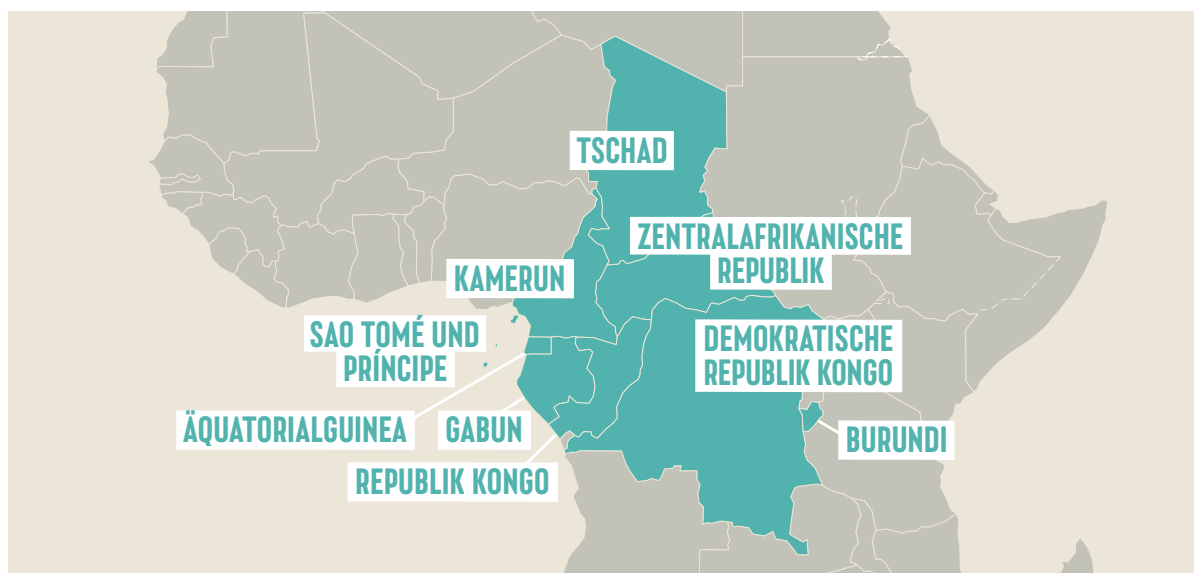 TSCHAD
ZENTRALAFRIKANISCHE
REPUBLIK
KAMERUN
SAO TOMÉ UND
PRÍNCIPE
DEMOKRATISCHE
REPUBLIK KONGO
ÄQUATORIALGUINEA
GABUN
BURUNDI
REPUBLIK KONGO